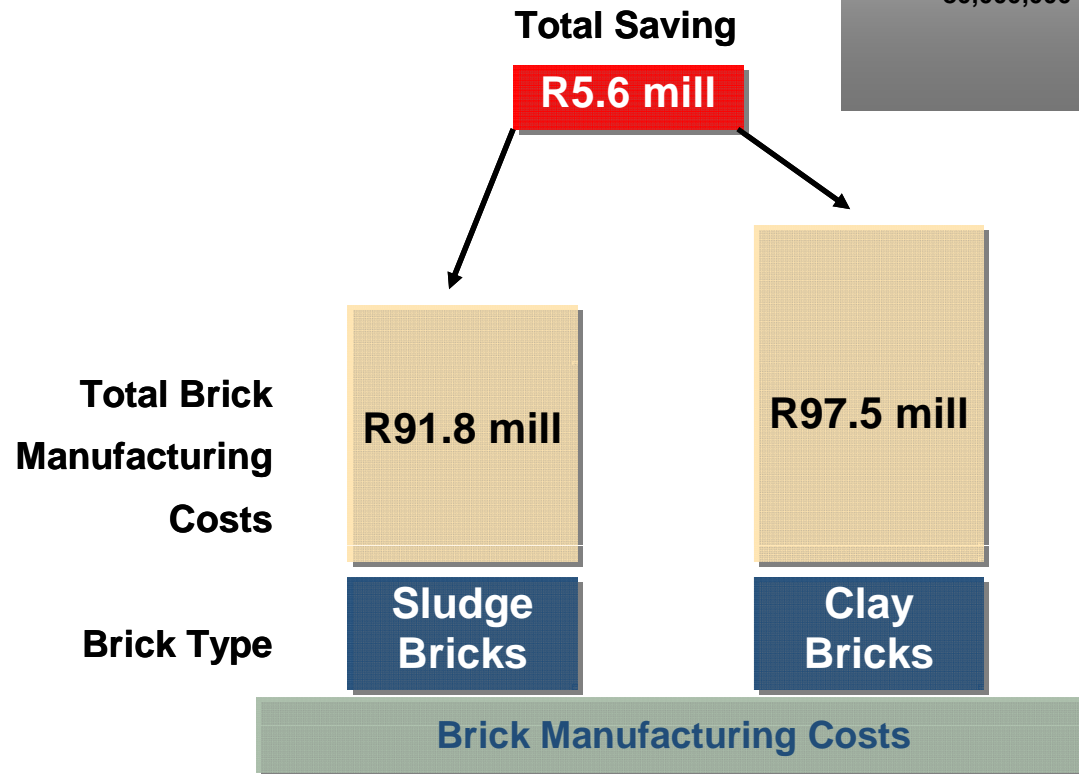 Total Saving
R5.6 mill
Total Brick
Manufacturing
Costs
R91.8 mill
R97.5 mill
Brick Type
Sludge
Bricks
Clay
Bricks
Brick Manufacturing Costs